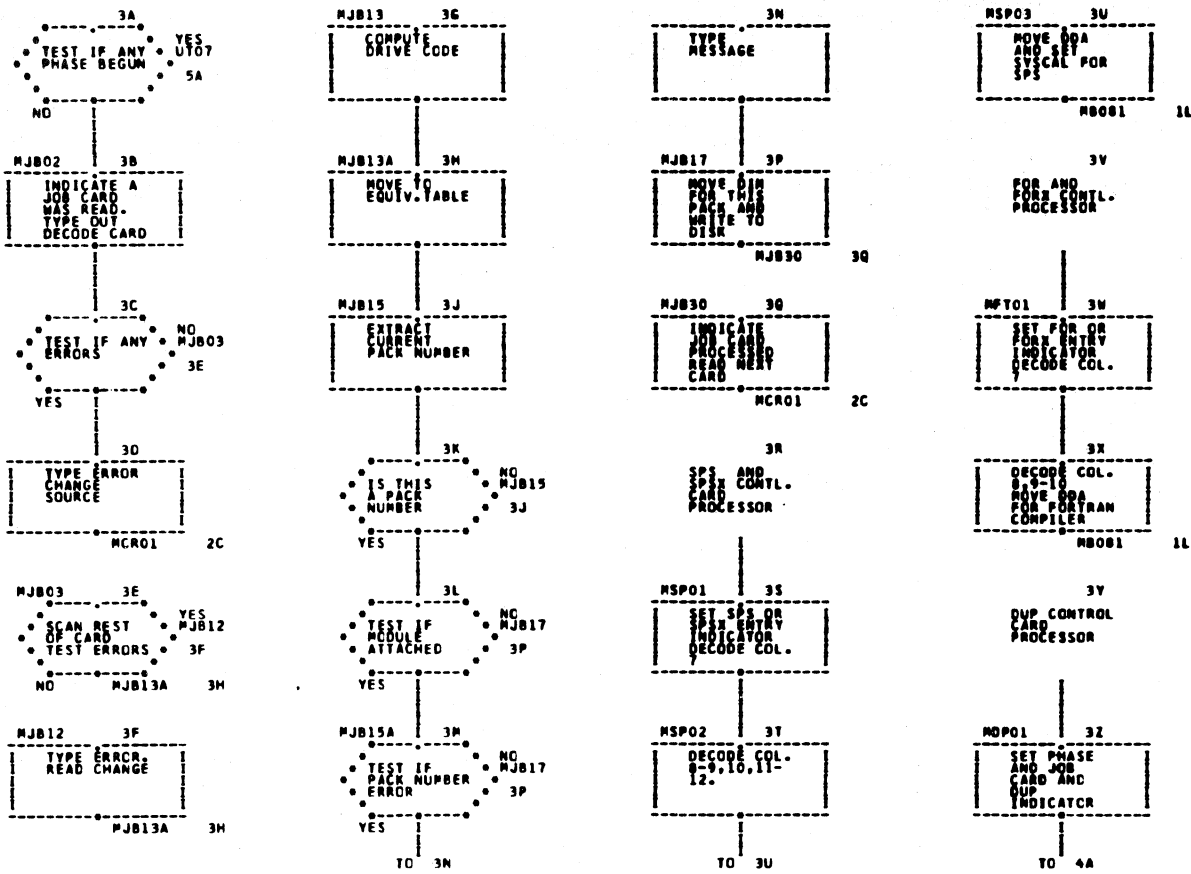 3A
TEST IF ANY
PHASE BEGUN
YES
UT07
5A
NO
MJB02 3B
INDICATE A
JOB CARD
WAS READ.
TYPE OUT
DECODE CARD
3C
TEST IF ANY
ERRORS
NO
MJB03
3E
YES
3D
TYPE ERROR
CHANGE
SOURCE
MCR01 2C
MJB03 3E
SCAN REST
OF CARD
TEST ERRORS
YES
MJB12
3F
NO MJB13A 3H
MJB12 3F
TYPE ERROR.
READ CHANGE
MJB13A 3H
MJB13 3G
COMPUTE
DRIVE CODE
MJB13A 3H
MOVE TO
EQUIV.TABLE
MJB15 3J
EXTRACT
CURRENT
PACK NUMBER
3K
IS THIS
A PACK
NUMBER
NO
MJB15
3J
YES
3L
TEST IF
MODULE
ATTACHED
NO
MJB17
3P
YES
MJB15A 3M
TEST IF
PACK NUMBER
ERROR
NO
MJB17
3P
YES
TO 3N
3N
TYPE
MESSAGE
MJB17 3P
MOVE DIM
FOR THIS
PACK AND
WRITE TO
DISK
MJB30 3Q
MJB30 3Q
INDICATE
JOB CARD
PROCESSED
READ NEXT
CARD
MCR01 2C
3R
SPS AND
SPSX CONTL.
CARD
PROCESSOR
MSP01 3S
SET SPS OR
SPSX ENTRY
INDICATOR
DECODE COL.
7
MSP02 3T
DECODE COL.
8-9,10,11-
12.
TO 3U
MSP03 3U
MOVE DDA
AND SET
SYSCAL FOR
SPS
MB081 1L
3V
FOR AND
FORX CONTL.
PROCESSOR
MFT01 3W
SET FOR OR
FORX ENTRY
INDICATOR
DECODE COL.
7
3X
DECODE COL.
8,9-10
MOVE DDA
FOR FORTRAN
COMPILER
MB081 1L
3Y
DUP CONTROL
CARD
PROCESSOR
MDP01 3Z
SET PHASE
AND JOB
CARD AND
DUP
INDICATOR
TO 4A